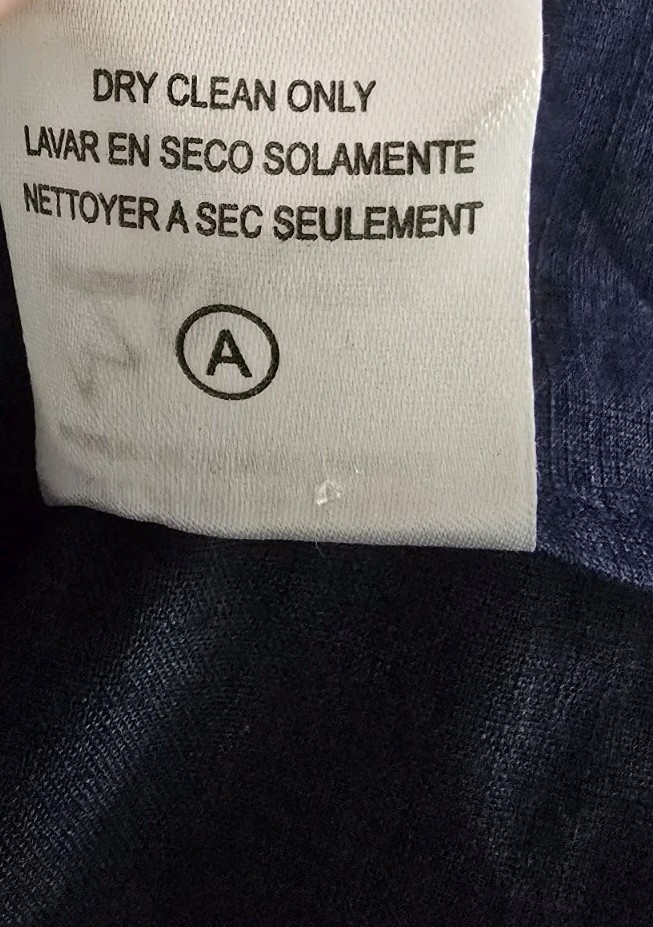 DRY CLEAN ONLY
LAVAR EN SECO SOLAMENTE
NETTOYER A SEC SEULEMENT
A